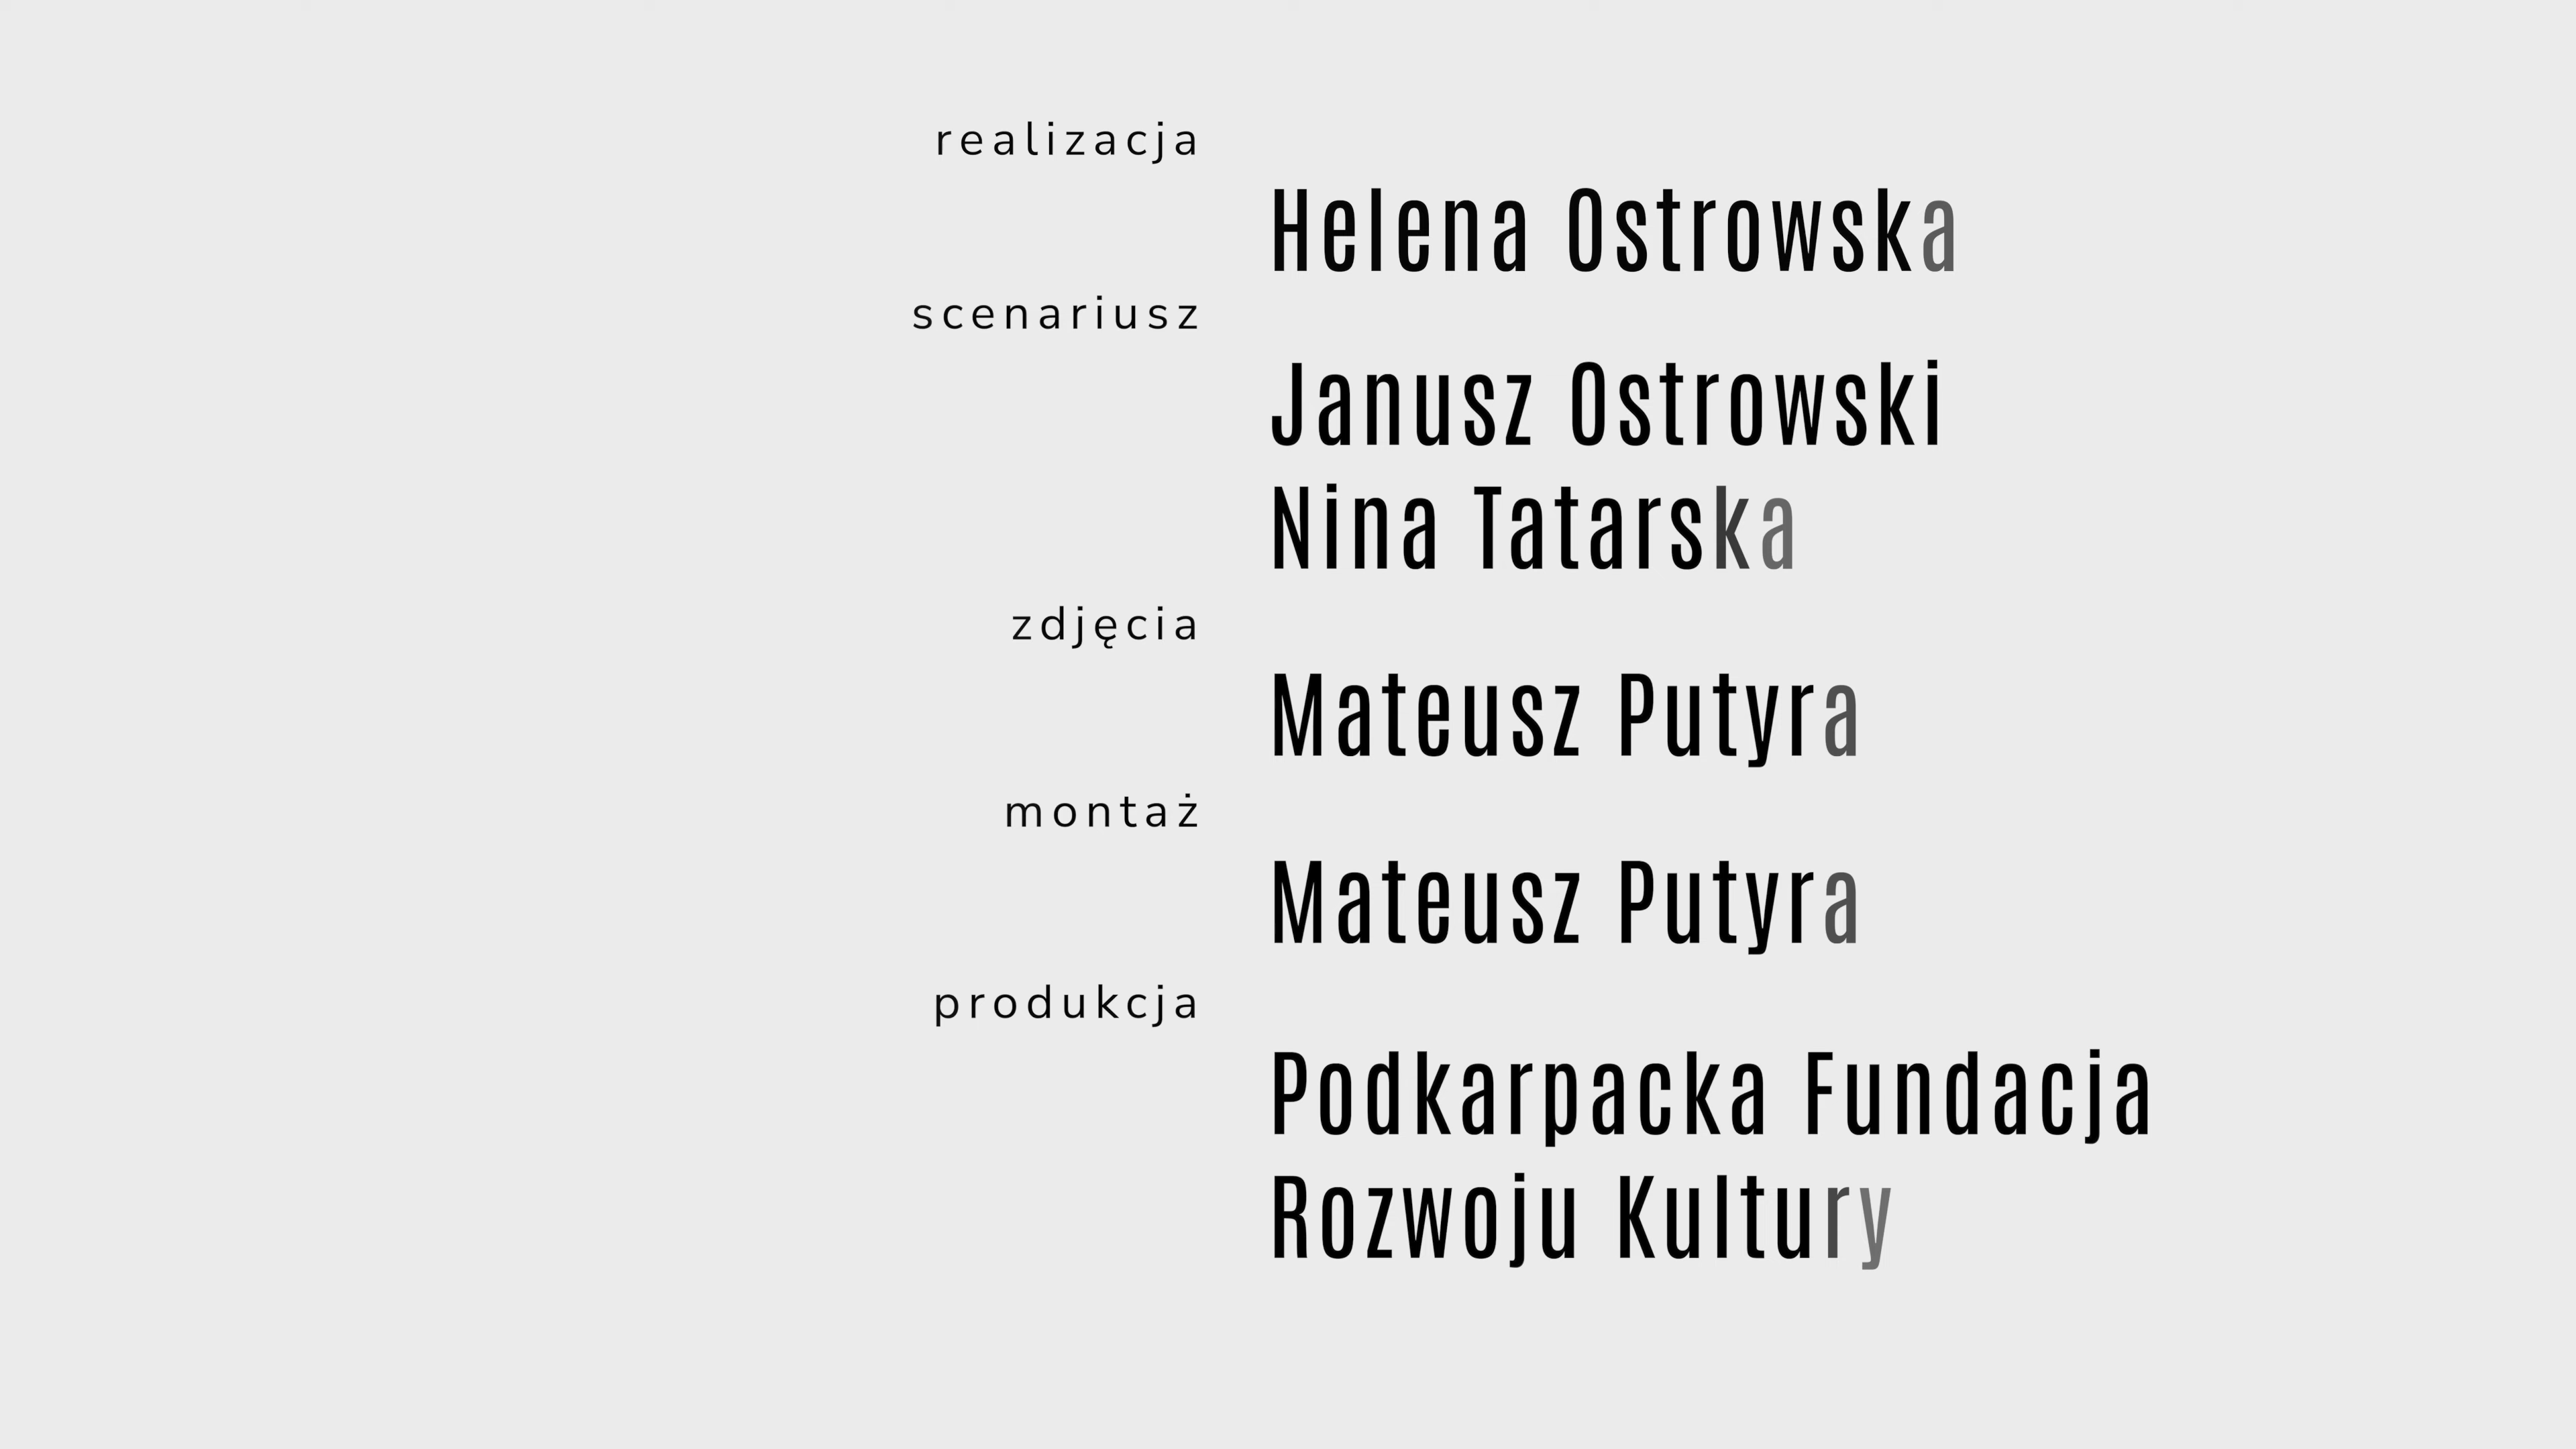 realizacja
Helena Ostrowska
scenariusz
Janusz Ostrowski
Nina Tatarska
zdjęcia
Mateusz Putyra
montaż
Mateusz Putyra
produkcja
Podkarpacka Fundacja
Rozwoju Kultury